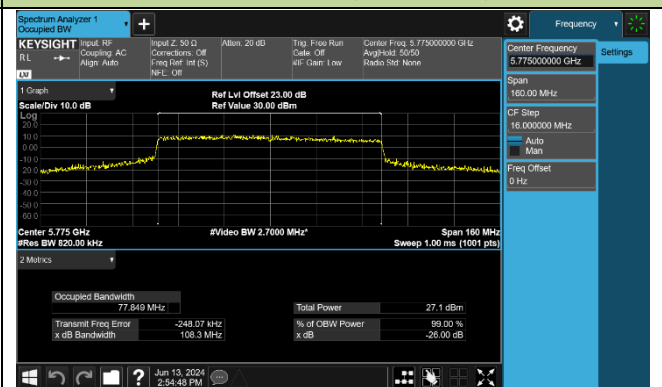 Spectrum Analyzer 1
Occupied BW
+
Frequency
KEYSIGHT
RL
LXI
Input: RF
Coupling: AC
Align: Auto
Input Z: 50 Ω
Corrections: Off
Freq Ref: Int (S)
NFE: Off
Atten: 20 dB
Trig: Free Run
Gate: Off
#IF Gain: Low
Center Freq: 5.775000000 GHz
Avg|Hold: 50/50
Radio Std: None
Center Frequency
5.775000000 GHz
Settings
Span
160.00 MHz
CF Step
16.000000 MHz
Auto
Man
Freq Offset
0 Hz
1 Graph
Scale/Div 10.0 dB
Ref Lvl Offset 23.00 dB
Ref Value 30.00 dBm
Log
20.0
10.0
0.00
-10.0
-20.0
-30.0
-40.0
-50.0
-60.0
Center 5.775 GHz
#Res BW 820.00 kHz
#Video BW 2.7000 MHz*
Span 160 MHz
Sweep 1.00 ms (1001 pts)
2 Metrics
Occupied Bandwidth
77.849 MHz
Total Power 27.1 dBm
Transmit Freq Error -248.07 kHz
% of OBW Power 99.00 %
x dB Bandwidth 108.3 MHz
x dB -26.00 dB
?
Jun 13, 2024
2:54:48 PM